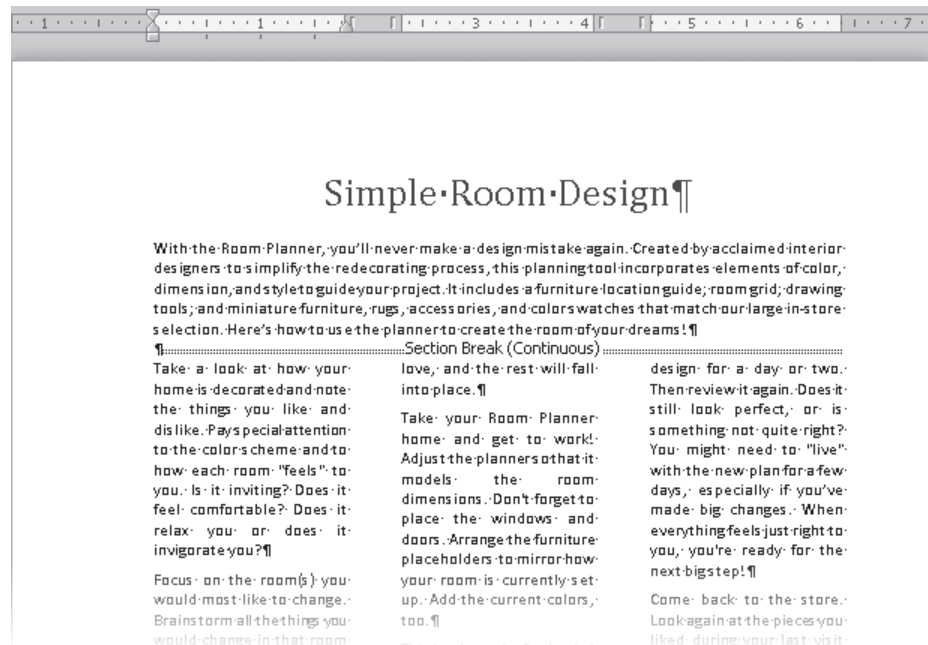 1 1 3 4 5 6 7
Simple·Room·Design¶
With·the·Room·Planner,·you'll·never·make·a·design·mistake·again.·Created·by·acclaimed·interior·
designers·to·simplify·the·redecorating·process,·this·planning·tool·incorporates·elements·of·color,·
dimension,·and·style·to·guide·your·project.·It·includes·a·furniture·location·guide;·room·grid;·drawing·
tools;·and·miniature·furniture,·rugs,·accessories,·and·color·swatches·that·match·our·large·in-store·
selection.·Here's·how·to·use·the·planner·to·create·the·room·of·your·dreams!¶
¶Section Break (Continuous)
Take·a·look·at·how·your·
home·is·decorated·and·note·
the·things·you·like·and·
dislike.·Pay·special·attention·
to·the·color·scheme·and·to·
how·each·room·"feels"·to·
you.·Is·it·inviting?·Does·it·
feel·comfortable?·Does·it·
relax·you·or·does·it·
invigorate·you?¶
Focus·on·the·room(s)·you·
would·most·like·to·change.·
Brainstorm·all·the·things·you·
would·change·in·that·room·
love,·and·the·rest·will·fall·
into·place.¶
Take·your·Room·Planner·
home·and·get·to·work!·
Adjust·the·planner·so·that·it·
models·the·room·
dimensions.·Don't·forget·to·
place·the·windows·and·
doors.·Arrange·the·furniture·
placeholders·to·mirror·how·
your·room·is·currently·set·
up.·Add·the·current·colors,·
too.¶
design·for·a·day·or·two.·
Then·review·it·again.·Does·it·
still·look·perfect,·or·is·
something·not·quite·right?·
You·might·need·to·"live"·
with·the·new·plan·for·a·few·
days,·especially·if·you've·
made·big·changes.·When·
everything·feels·just·right·to·
you,·you're·ready·for·the·
next·big·step!¶
Come·back·to·the·store.·
Look·again·at·the·pieces·you·
liked·during·your·last·visit·